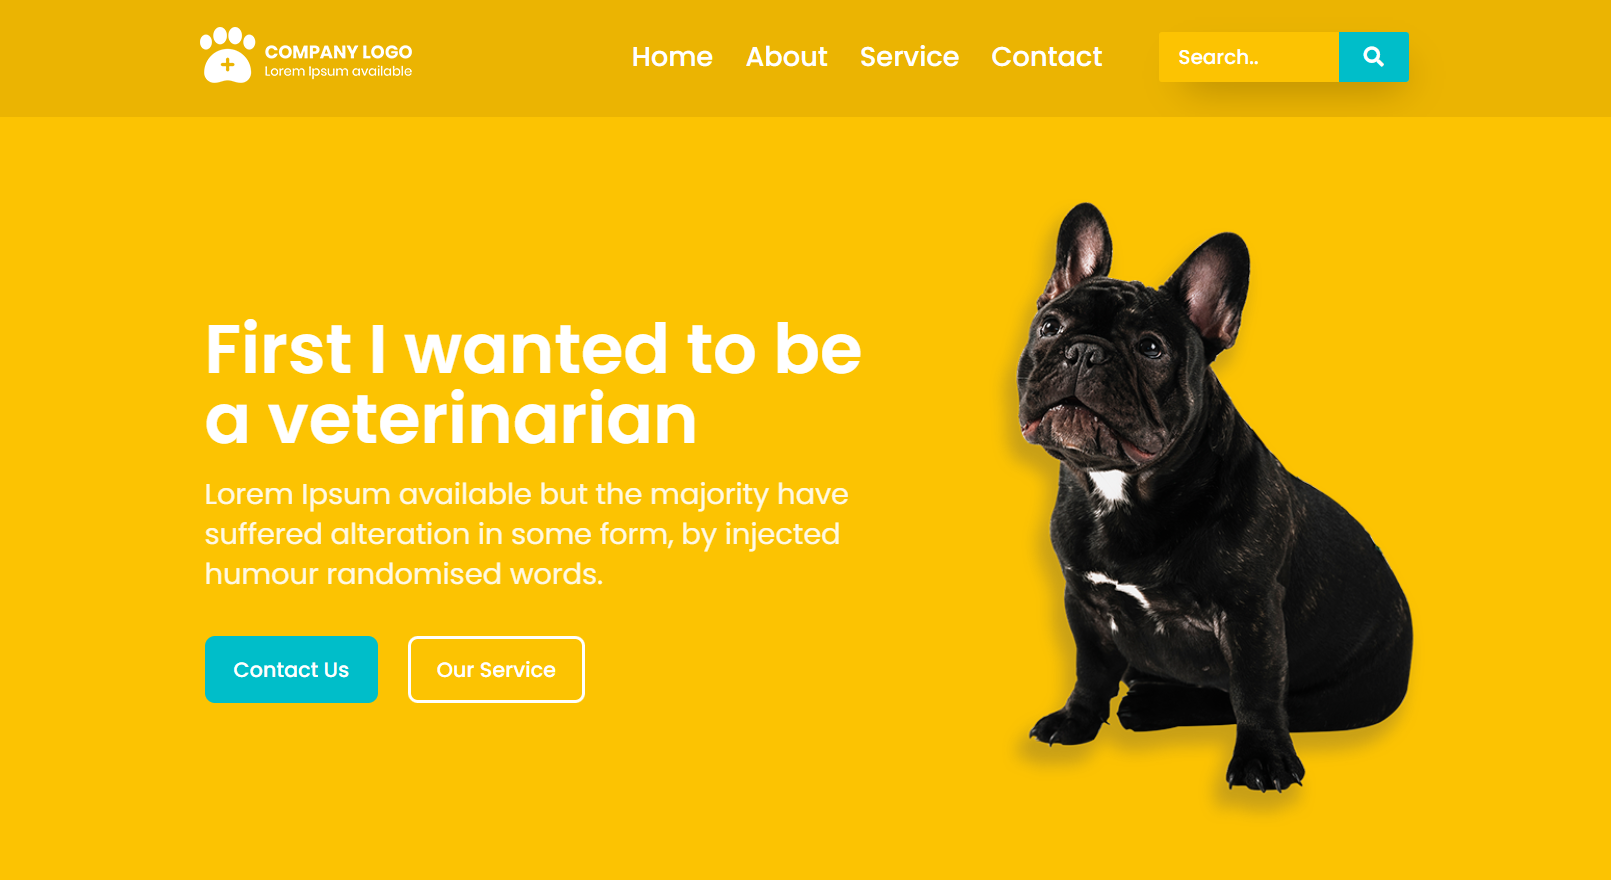 COMPANY LOGO
Lorem Ipsum available
Home About Service Contact Search..
First I wanted to be
a veterinarian
Lorem Ipsum available but the majority have
suffered alteration in some form, by injected
humour randomised words.
Contact Us Our Service